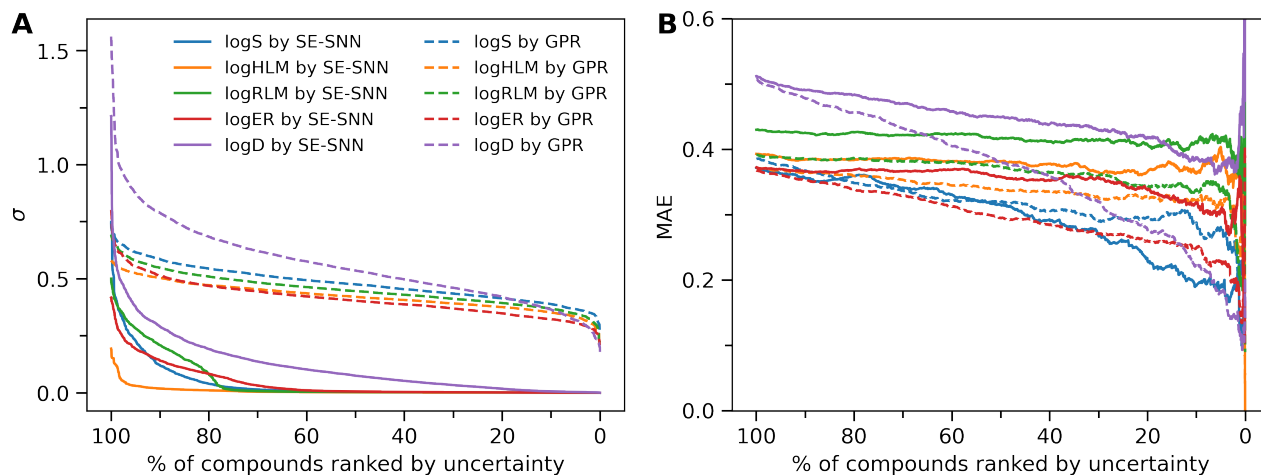 A
σ
1.5
1.0
0.5
0.0
logS by SE-SNN
logHLM by SE-SNN
logRLM by SE-SNN
logER by SE-SNN
logD by SE-SNN
logS by GPR
logHLM by GPR
logRLM by GPR
logER by GPR
logD by GPR
100 80 60 40 20 0
% of compounds ranked by uncertainty
B
MAE
0.6
0.4
0.2
0.0
100 80 60 40 20 0
% of compounds ranked by uncertainty